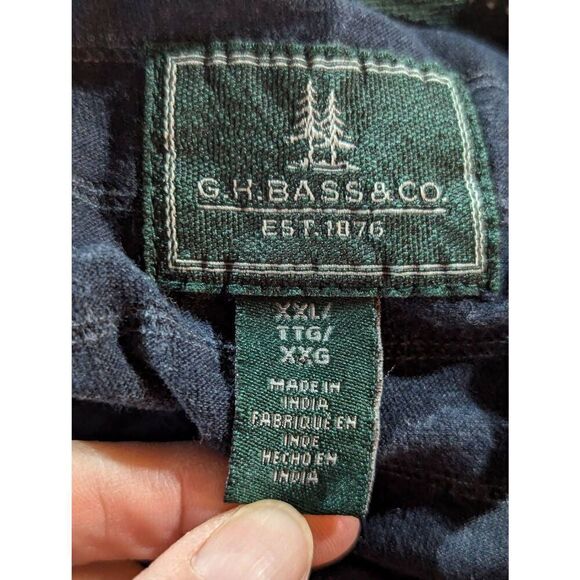 G.H.BASS&CO.
EST.1876
XXL/
TTG/
XXG
MADE IN
INDIA
FABRIQUE EN
INDE
HECHO EN
INDIA